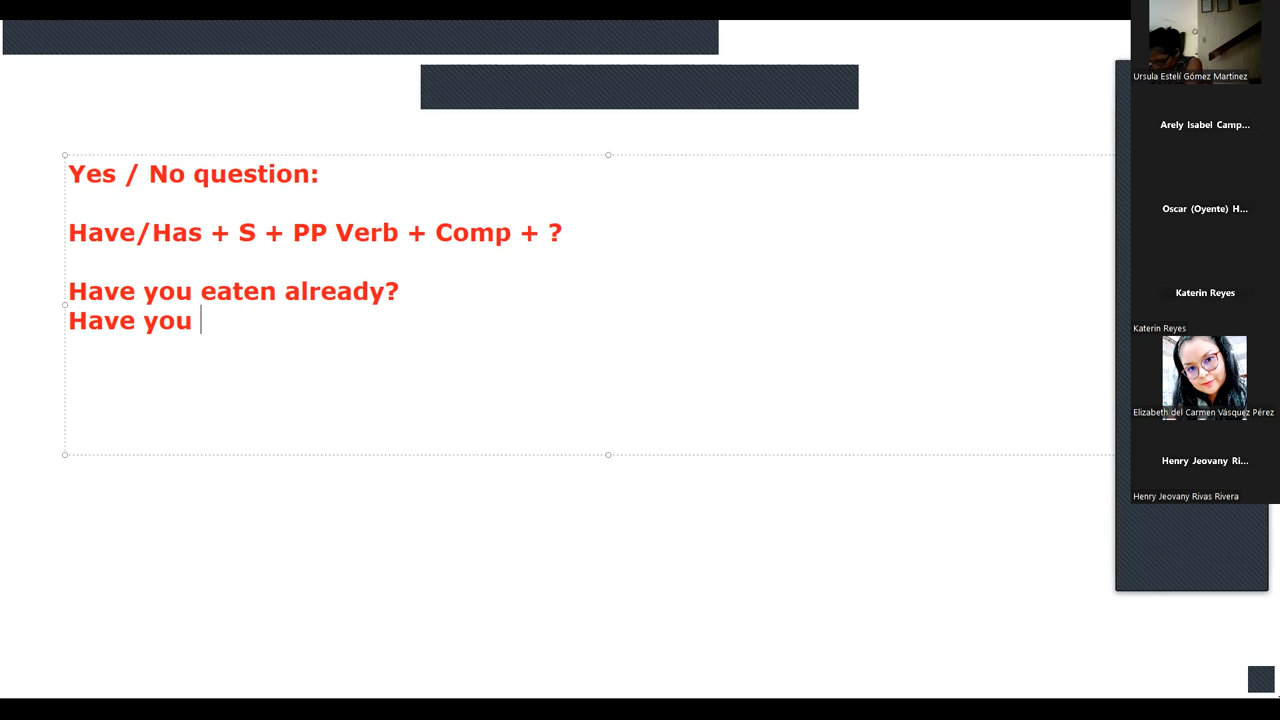 Yes / No question:
Have/Has + S + PP Verb + Comp + ?
Have you eaten already?
Have you
Ursula Estelí Gómez Martinez
Arely Isabel Camp...
Oscar (Oyente) H...
Katerin Reyes
Katerin Reyes
Elizabeth del Carmen Vásquez Pérez
Henry Jeovany Ri...
Henry Jeovany Rivas Rivera